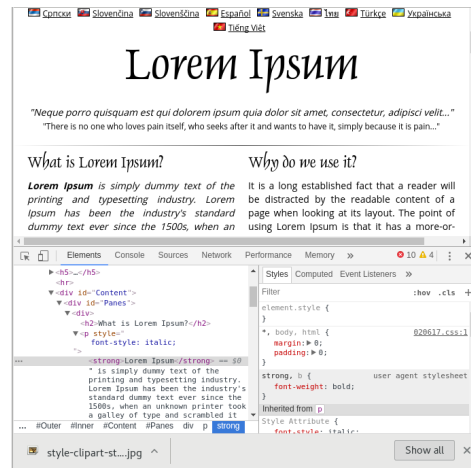 Српски Slovenčina Slovenščina Español Svenska ไทย Türkçe Українська
Tiếng Việt
Lorem Ipsum
"Neque porro quisquam est qui dolorem ipsum quia dolor sit amet, consectetur, adipisci velit..."
"There is no one who loves pain itself, who seeks after it and wants to have it, simply because it is pain..."
What is Lorem Ipsum?
Lorem Ipsum is simply dummy text of the
printing and typesetting industry. Lorem
Ipsum has been the industry's standard
dummy text ever since the 1500s, when an
Why do we use it?
It is a long established fact that a reader will
be distracted by the readable content of a
page when looking at its layout. The point of
using Lorem Ipsum is that it has a more-or-
Elements Console Sources Network Performance Memory » 10 4
<h5>…</h5>
<hr>
<div id="Content">
<div id="Panes">
<div>
<h2>What is Lorem Ipsum?</h2>
<p style="
font-style: italic;
">
<strong>Lorem Ipsum</strong> == $0
" is simply dummy text of the
printing and typesetting industry.
Lorem Ipsum has been the industry's
standard dummy text ever since the
1500s, when an unknown printer took
a galley of type and scrambled it
... #Outer #Inner #Content #Panes div p strong
Styles Computed Event Listeners »
Filter :hov .cls +
element.style {
}
*, body, html { 020617.css:1
margin:▶ 0;
padding:▶ 0;
}
strong, b { user agent stylesheet
font-weight: bold;
}
Inherited from p
Style Attribute {
font-style: italic;
style-clipart-st....jpg
Show all